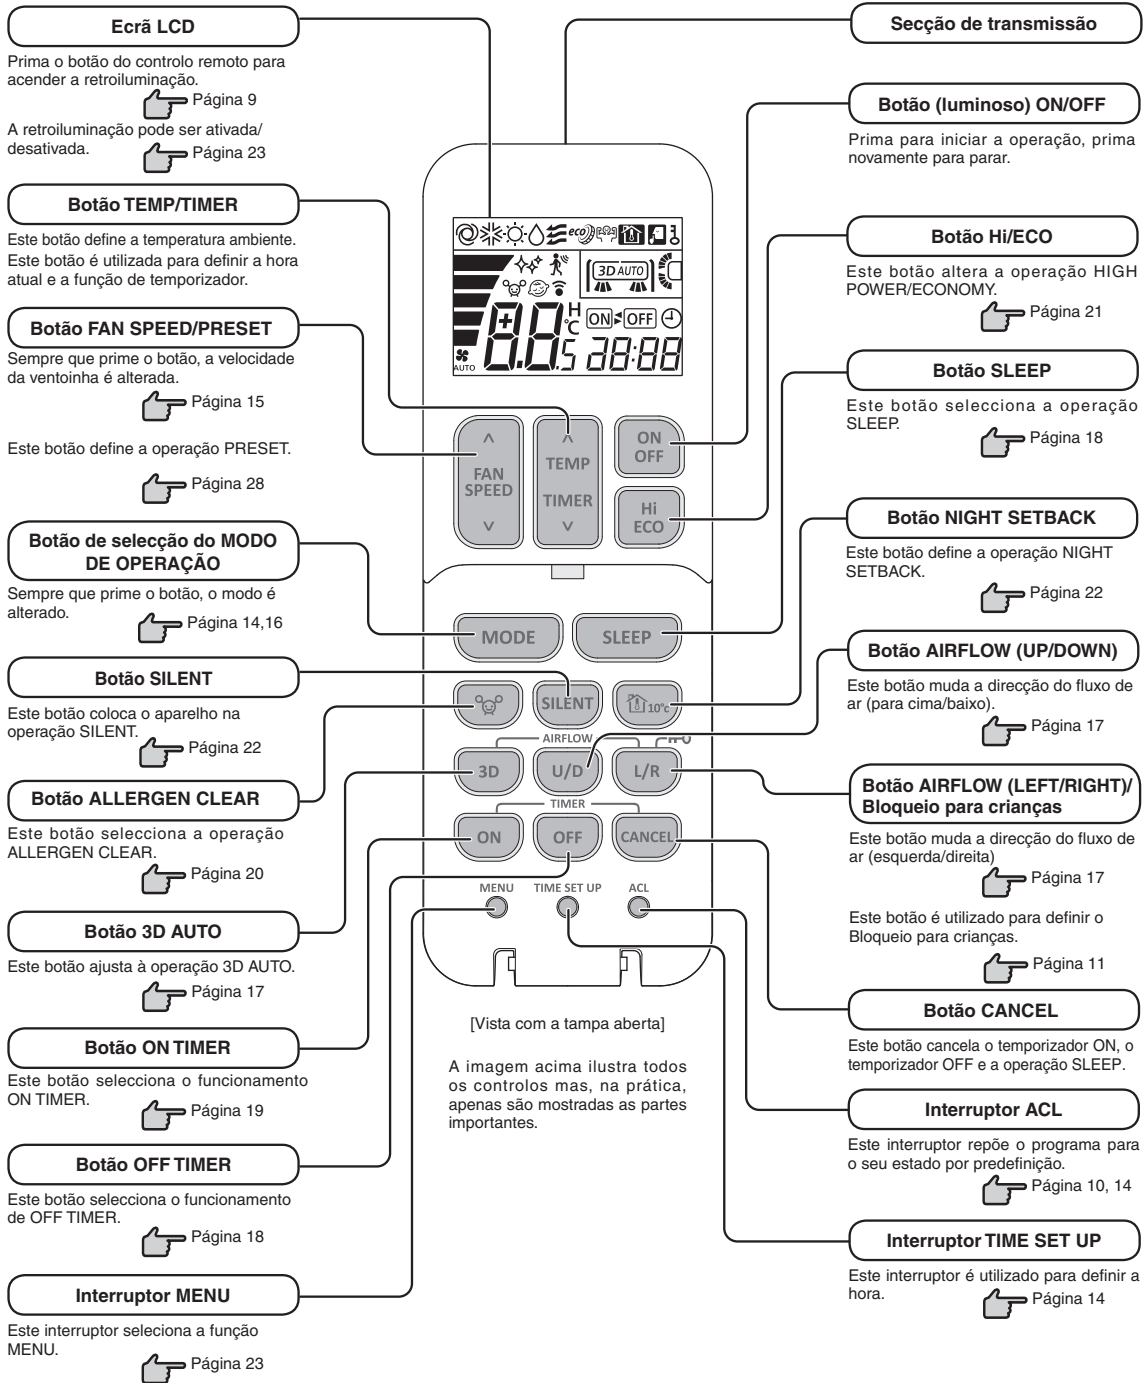 Ecrã LCD
Prima o botão do controlo remoto para
acender a retroiluminação.
Página 9
A retroiluminação pode ser ativada/
desativada.
Página 23
Botão TEMP/TIMER
Este botão define a temperatura ambiente.
Este botão é utilizada para definir a hora
atual e a função de temporizador.
Botão FAN SPEED/PRESET
Sempre que prime o botão, a velocidade
da ventoinha é alterada.
Página 15
Este botão define a operação PRESET.
Página 28
Botão de selecção do MODO
DE OPERAÇÃO
Sempre que prime o botão, o modo é
alterado.
Página 14,16
Botão SILENT
Este botão coloca o aparelho na
operação SILENT.
Página 22
Botão ALLERGEN CLEAR
Este botão selecciona a operação
ALLERGEN CLEAR.
Página 20
Botão 3D AUTO
Este botão ajusta à operação 3D AUTO.
Página 17
Botão ON TIMER
Este botão selecciona o funcionamento
ON TIMER.
Página 19
Botão OFF TIMER
Este botão selecciona o funcionamento
de OFF TIMER.
Página 18
Interruptor MENU
Este interruptor seleciona a função
MENU.
Página 23
eco
3D AUTO
H
°C
ON OFF
AUTO
8.8.5 28:88
FAN
SPEED
TEMP
TIMER
ON
OFF
Hi
ECO
MODE
SLEEP
SILENT
10°c
AIRFLOW
3D
U/D
L/R
TIMER
ON
OFF
CANCEL
MENU
TIME SET UP
ACL
[Vista com a tampa aberta]
A imagem acima ilustra todos
os controlos mas, na prática,
apenas são mostradas as partes
importantes.
Secção de transmissão
Botão (luminoso) ON/OFF
Prima para iniciar a operação, prima
novamente para parar.
Botão Hi/ECO
Este botão altera a operação HIGH
POWER/ECONOMY.
Página 21
Botão SLEEP
Este botão selecciona a operação
SLEEP.
Página 18
Botão NIGHT SETBACK
Este botão define a operação NIGHT
SETBACK.
Página 22
Botão AIRFLOW (UP/DOWN)
Este botão muda a direcção do fluxo de
ar (para cima/baixo).
Página 17
Botão AIRFLOW (LEFT/RIGHT)/
Bloqueio para crianças
Este botão muda a direcção do fluxo de
ar (esquerda/direita)
Página 17
Este botão é utilizado para definir o
Bloqueio para crianças.
Página 11
Botão CANCEL
Este botão cancela o temporizador ON, o
temporizador OFF e a operação SLEEP.
Interruptor ACL
Este interruptor repõe o programa para
o seu estado por predefinição.
Página 10, 14
Interruptor TIME SET UP
Este interruptor é utilizado para definir a
hora.
Página 14